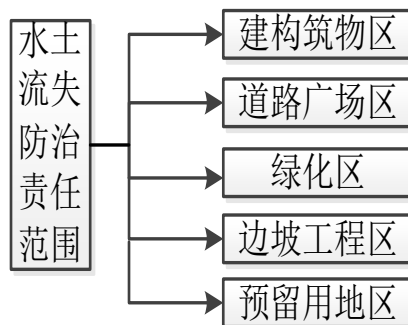 水土
流失
防治
责任
范围
建构筑物区
道路广场区
绿化区
边坡工程区
预留用地区